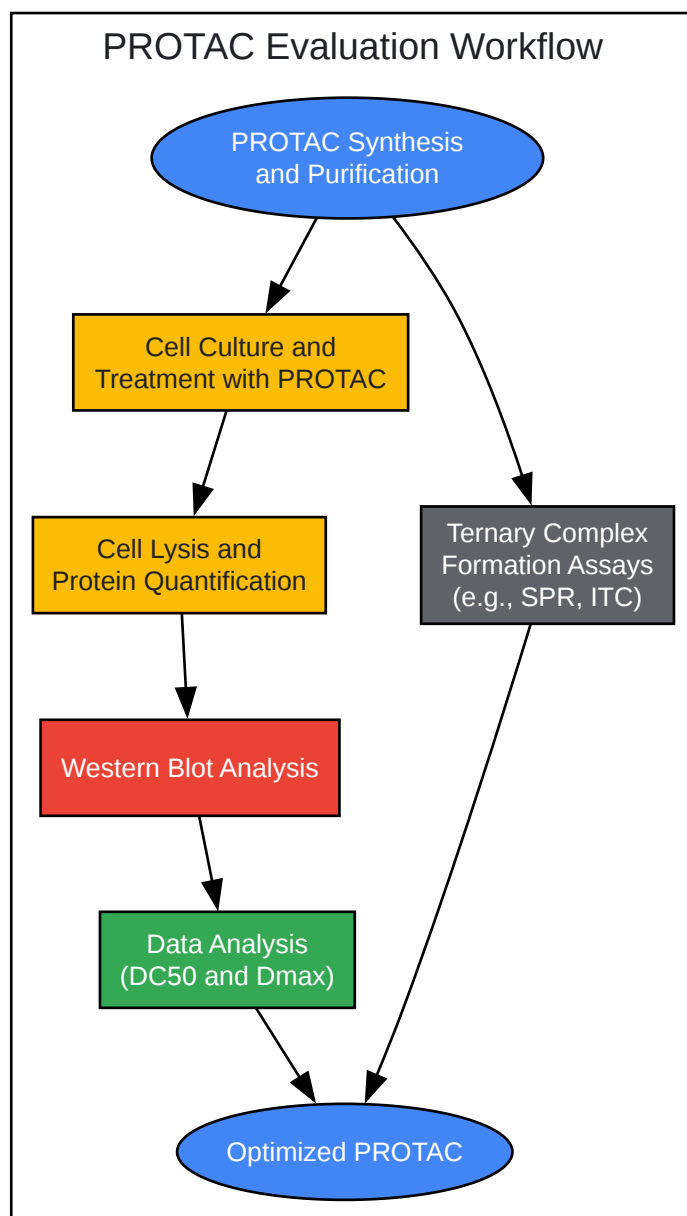 PROTAC Evaluation Workflow
PROTAC Synthesis
and Purification
Cell Culture and
Treatment with PROTAC
Cell Lysis and
Protein Quantification
Ternary Complex
Formation Assays
(e.g., SPR, ITC)
Western Blot Analysis
Data Analysis
(DC50 and Dmax)
Optimized PROTAC